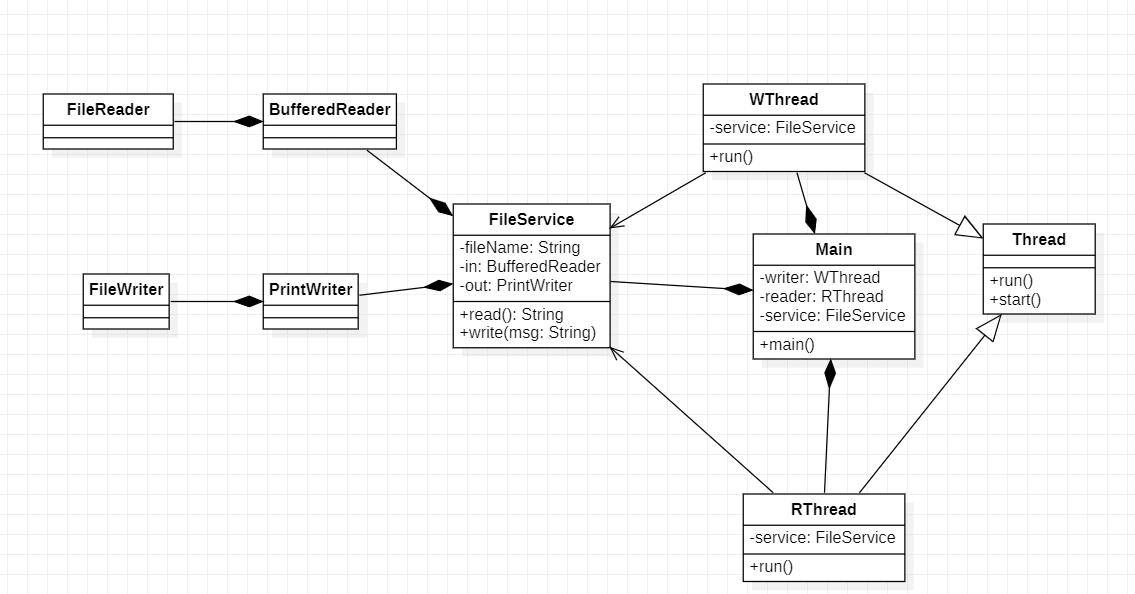 FileReader
BufferedReader
FileWriter
PrintWriter
FileService
-fileName: String
-in: BufferedReader
-out: PrintWriter
+read(): String
+write(msg: String)
WThread
-service: FileService
+run()
Main
-writer: WThread
-reader: RThread
-service: FileService
+main()
Thread
+run()
+start()
RThread
-service: FileService
+run()